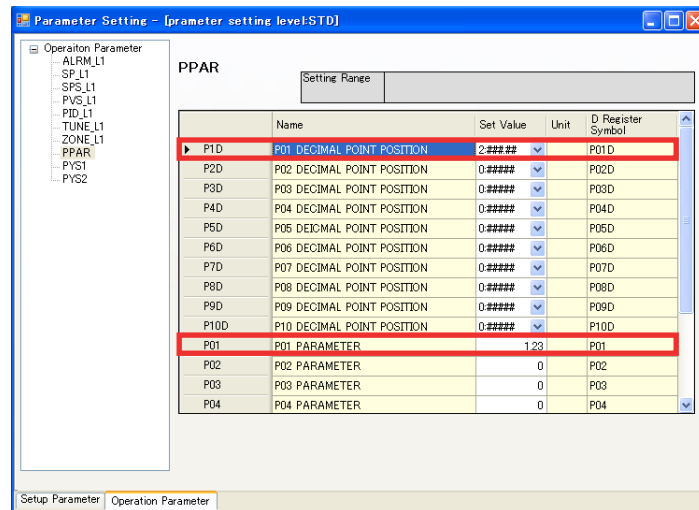 Parameter Setting - [prameter setting level:STD]
Operaiton Parameter
ALRM_L1
SP_L1
SPS_L1
PVS_L1
PID_L1
TUNE_L1
ZONE_L1
PPAR
PYS1
PYS2
PPAR
Setting Range
Name Set Value Unit D Register Symbol
P1D P01 DECIMAL POINT POSITION 2:###.## P01D
P2D P02 DECIMAL POINT POSITION 0:##### P02D
P3D P03 DECIMAL POINT POSITION 0:##### P03D
P4D P04 DECIMAL POINT POSITION 0:##### P04D
P5D P05 DEICMAL POINT POSITION 0:##### P05D
P6D P06 DECIMAL POINT POSITION 0:##### P06D
P7D P07 DECIMAL POINT POSITION 0:##### P07D
P8D P08 DECIMAL POINT POSITION 0:##### P08D
P9D P09 DECIMAL POINT POSITION 0:##### P09D
P10D P10 DECIMAL POINT POSITION 0:##### P10D
P01 P01 PARAMETER 1.23 P01
P02 P02 PARAMETER 0 P02
P03 P03 PARAMETER 0 P03
P04 P04 PARAMETER 0 P04
Setup Parameter Operation Parameter